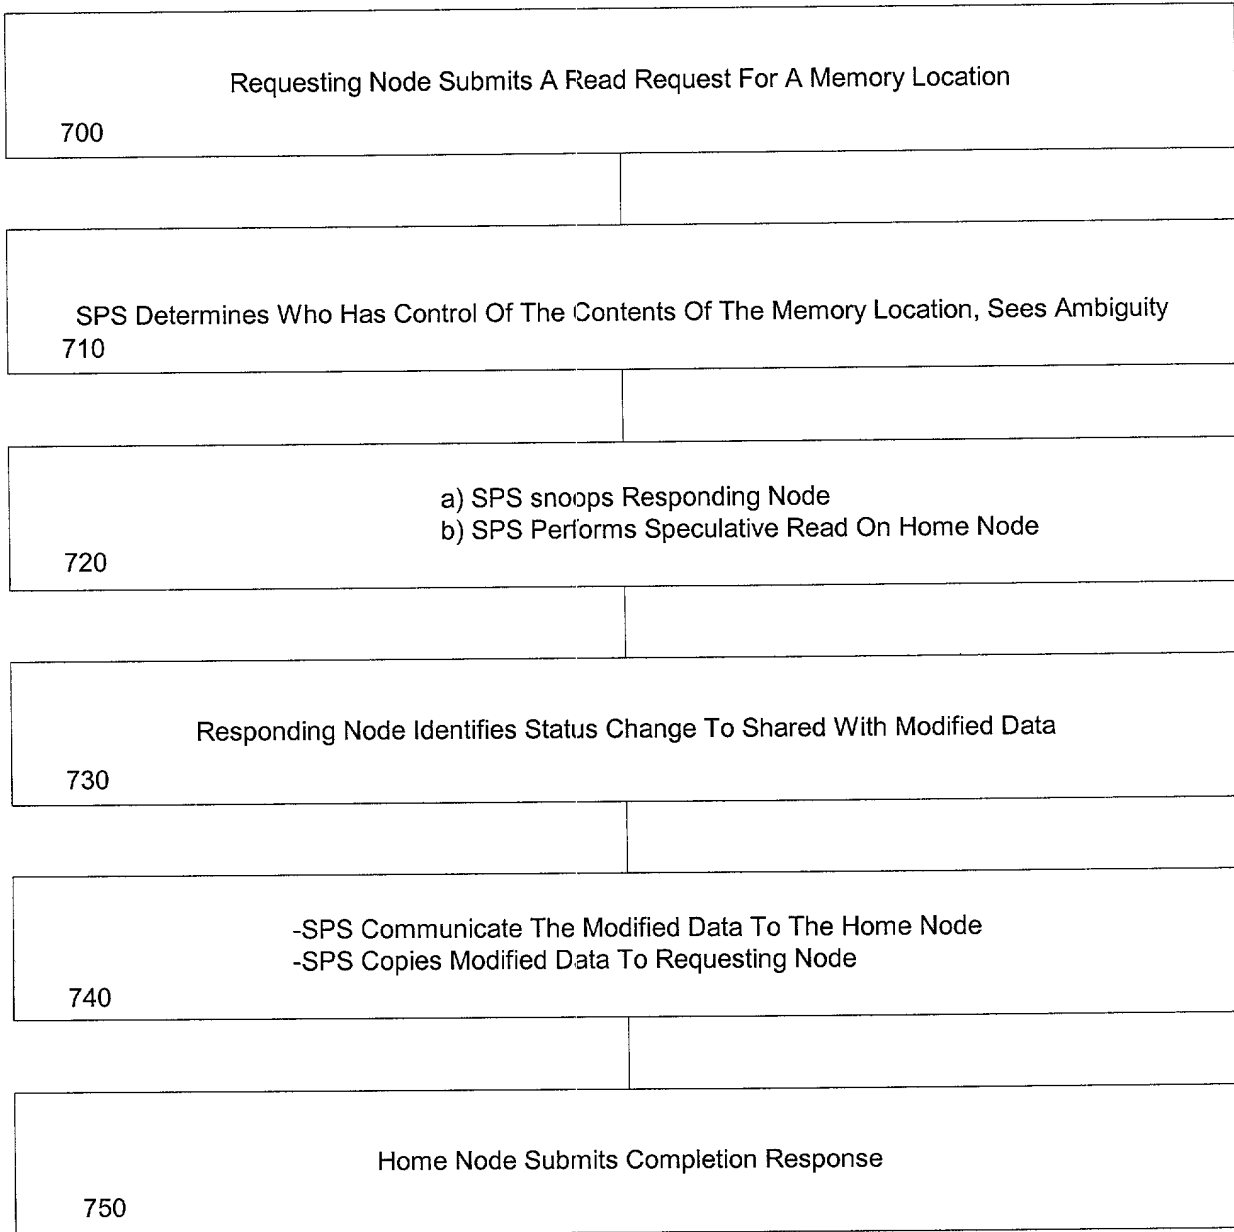 Requesting Node Submits A Read Request For A Memory Location
700
SPS Determines Who Has Control Of The Contents Of The Memory Location, Sees Ambiguity
710
a) SPS snoops Responding Node
b) SPS Performs Speculative Read On Home Node
720
Responding Node Identifies Status Change To Shared With Modified Data
730
-SPS Communicate The Modified Data To The Home Node
-SPS Copies Modified Data To Requesting Node
740
Home Node Submits Completion Response
750